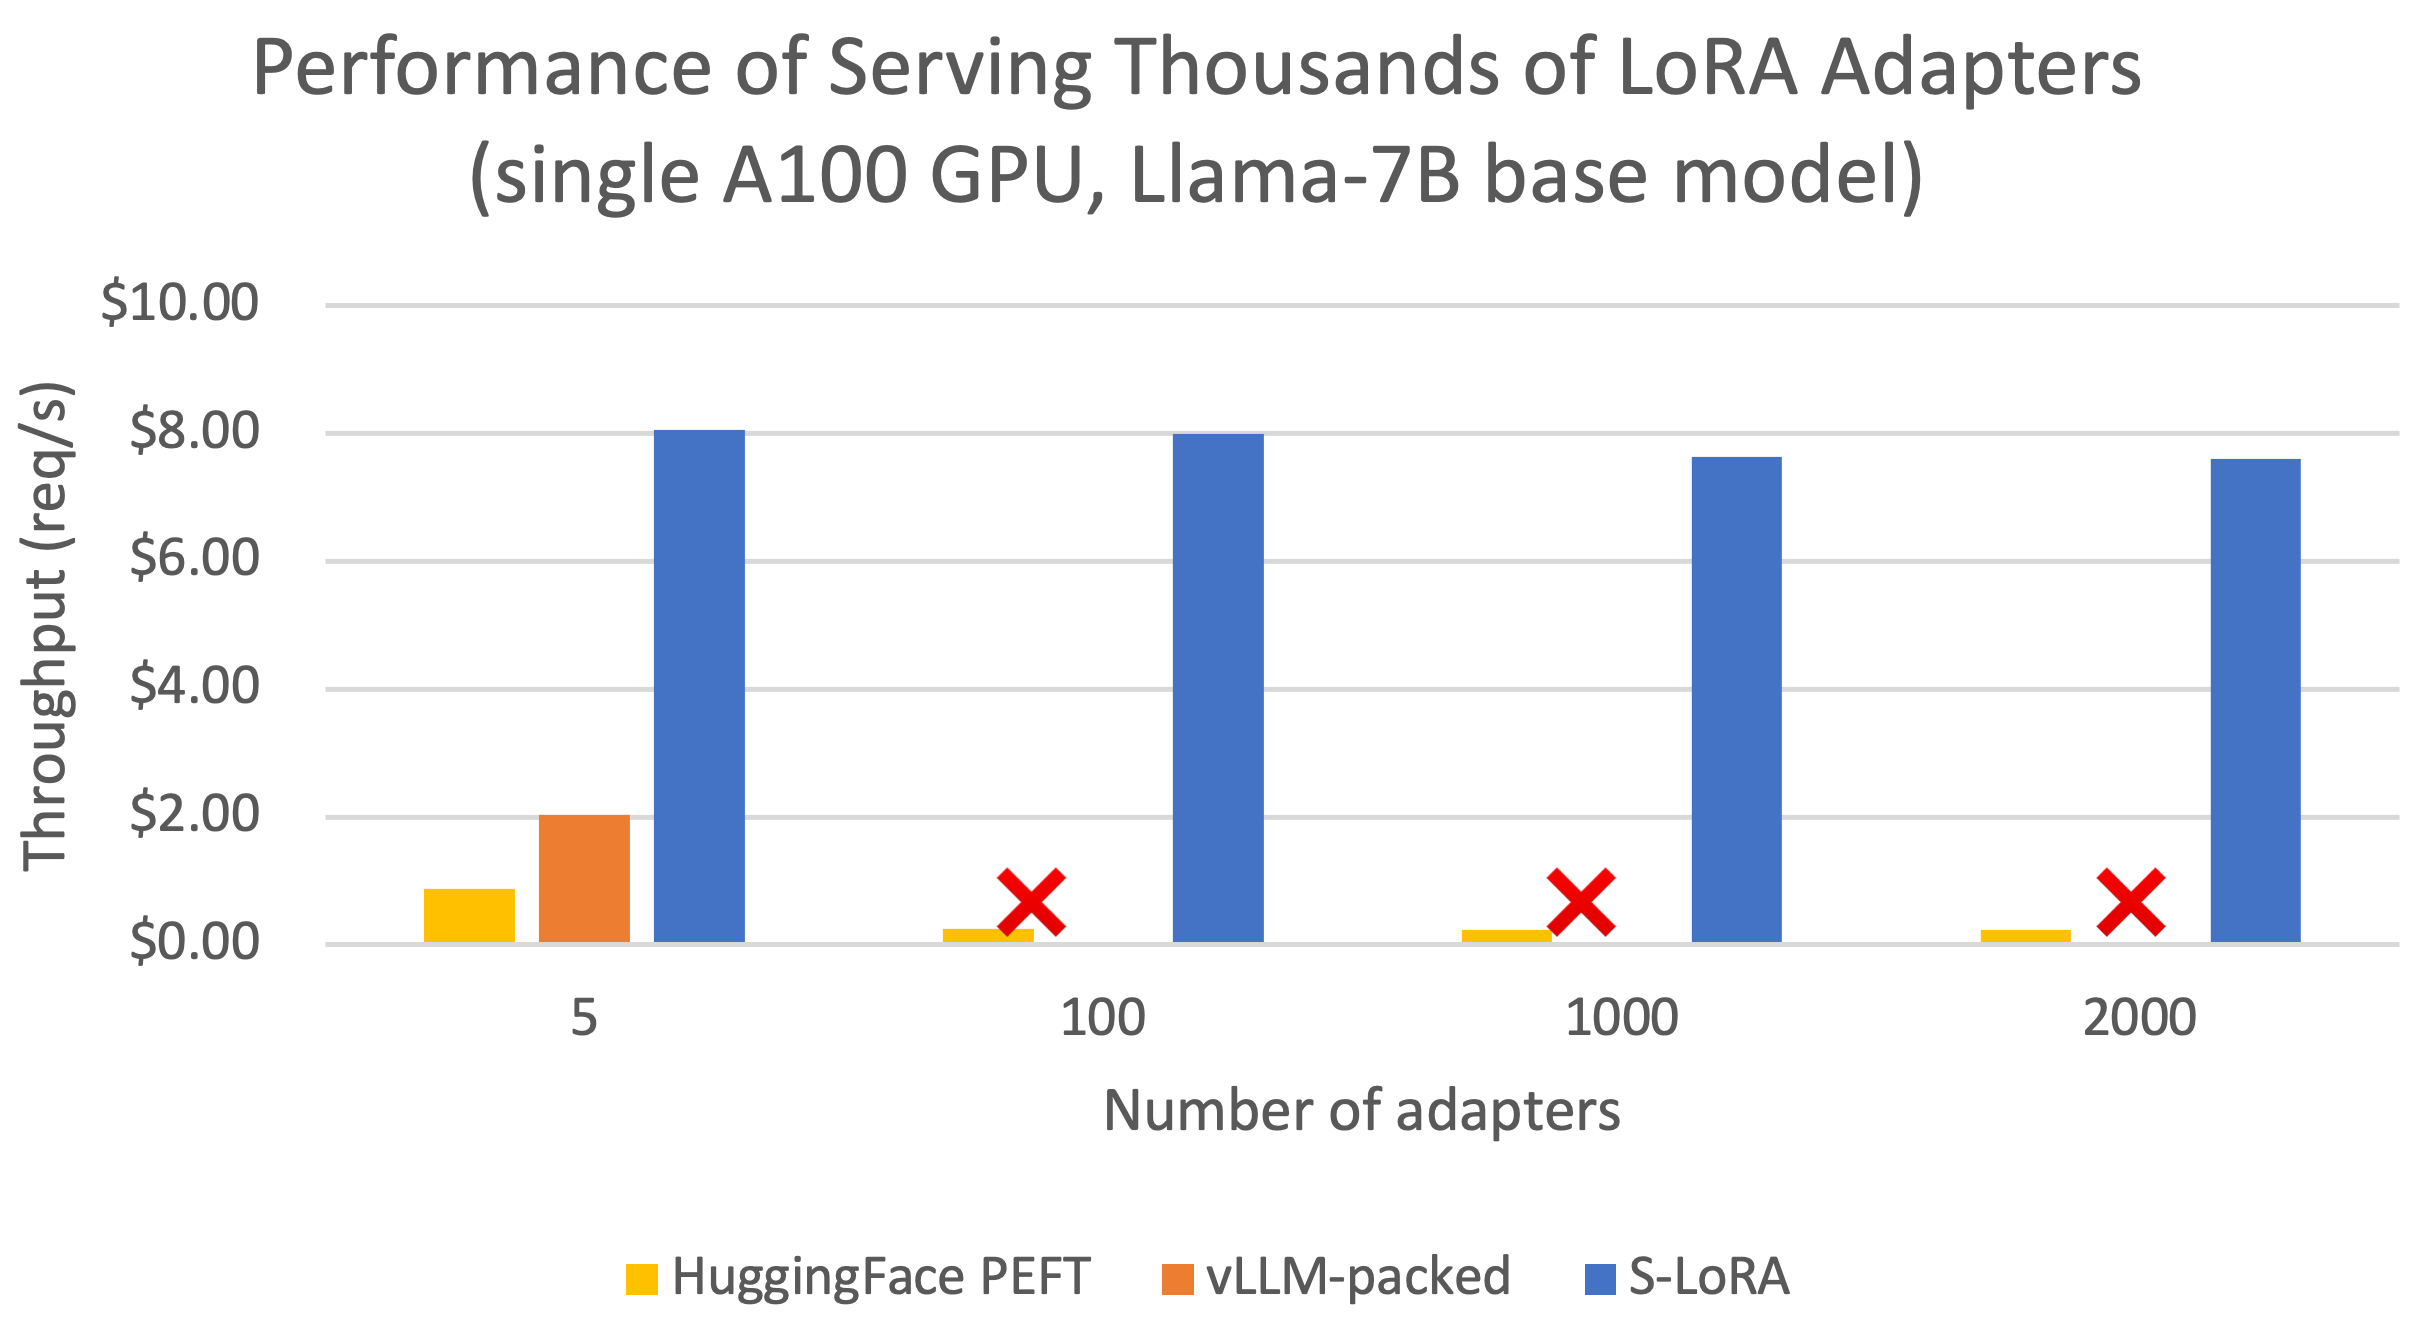 Performance of Serving Thousands of LoRA Adapters
(single A100 GPU, Llama-7B base model)
Throughput (req/s)
$10.00
$8.00
$6.00
$4.00
$2.00
$0.00
5
100
1000
2000
Number of adapters
HuggingFace PEFT
vLLM-packed
S-LoRA